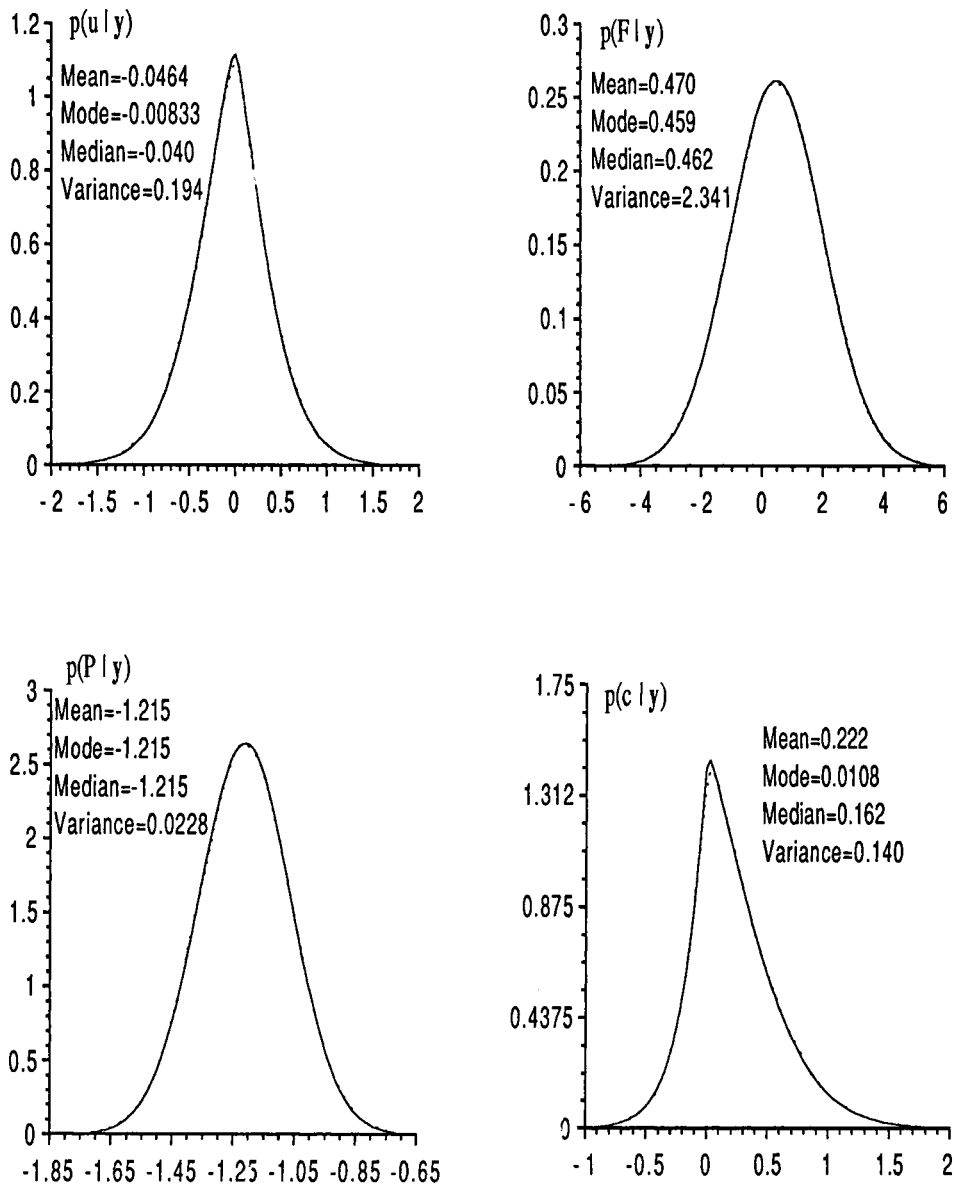 p(u | y)
Mean=-0.0464
Mode=-0.00833
Median=-0.040
Variance=0.194
1.2
1
0.8
0.6
0.4
0.2
0
-2 -1.5 -1 -0.5 0 0.5 1 1.5 2
p(F | y)
Mean=0.470
Mode=0.459
Median=0.462
Variance=2.341
0.3
0.25
0.2
0.15
0.1
0.05
0
-6 -4 -2 0 2 4 6
p(P | y)
Mean=-1.215
Mode=-1.215
Median=-1.215
Variance=0.0228
3
2.5
2
1.5
1
0.5
0
-1.85 -1.65 -1.45 -1.25 -1.05 -0.85 -0.65
p(c | y)
Mean=0.222
Mode=0.0108
Median=0.162
Variance=0.140
1.75
1.312
0.875
0.4375
0
-1 -0.5 0 0.5 1 1.5 2